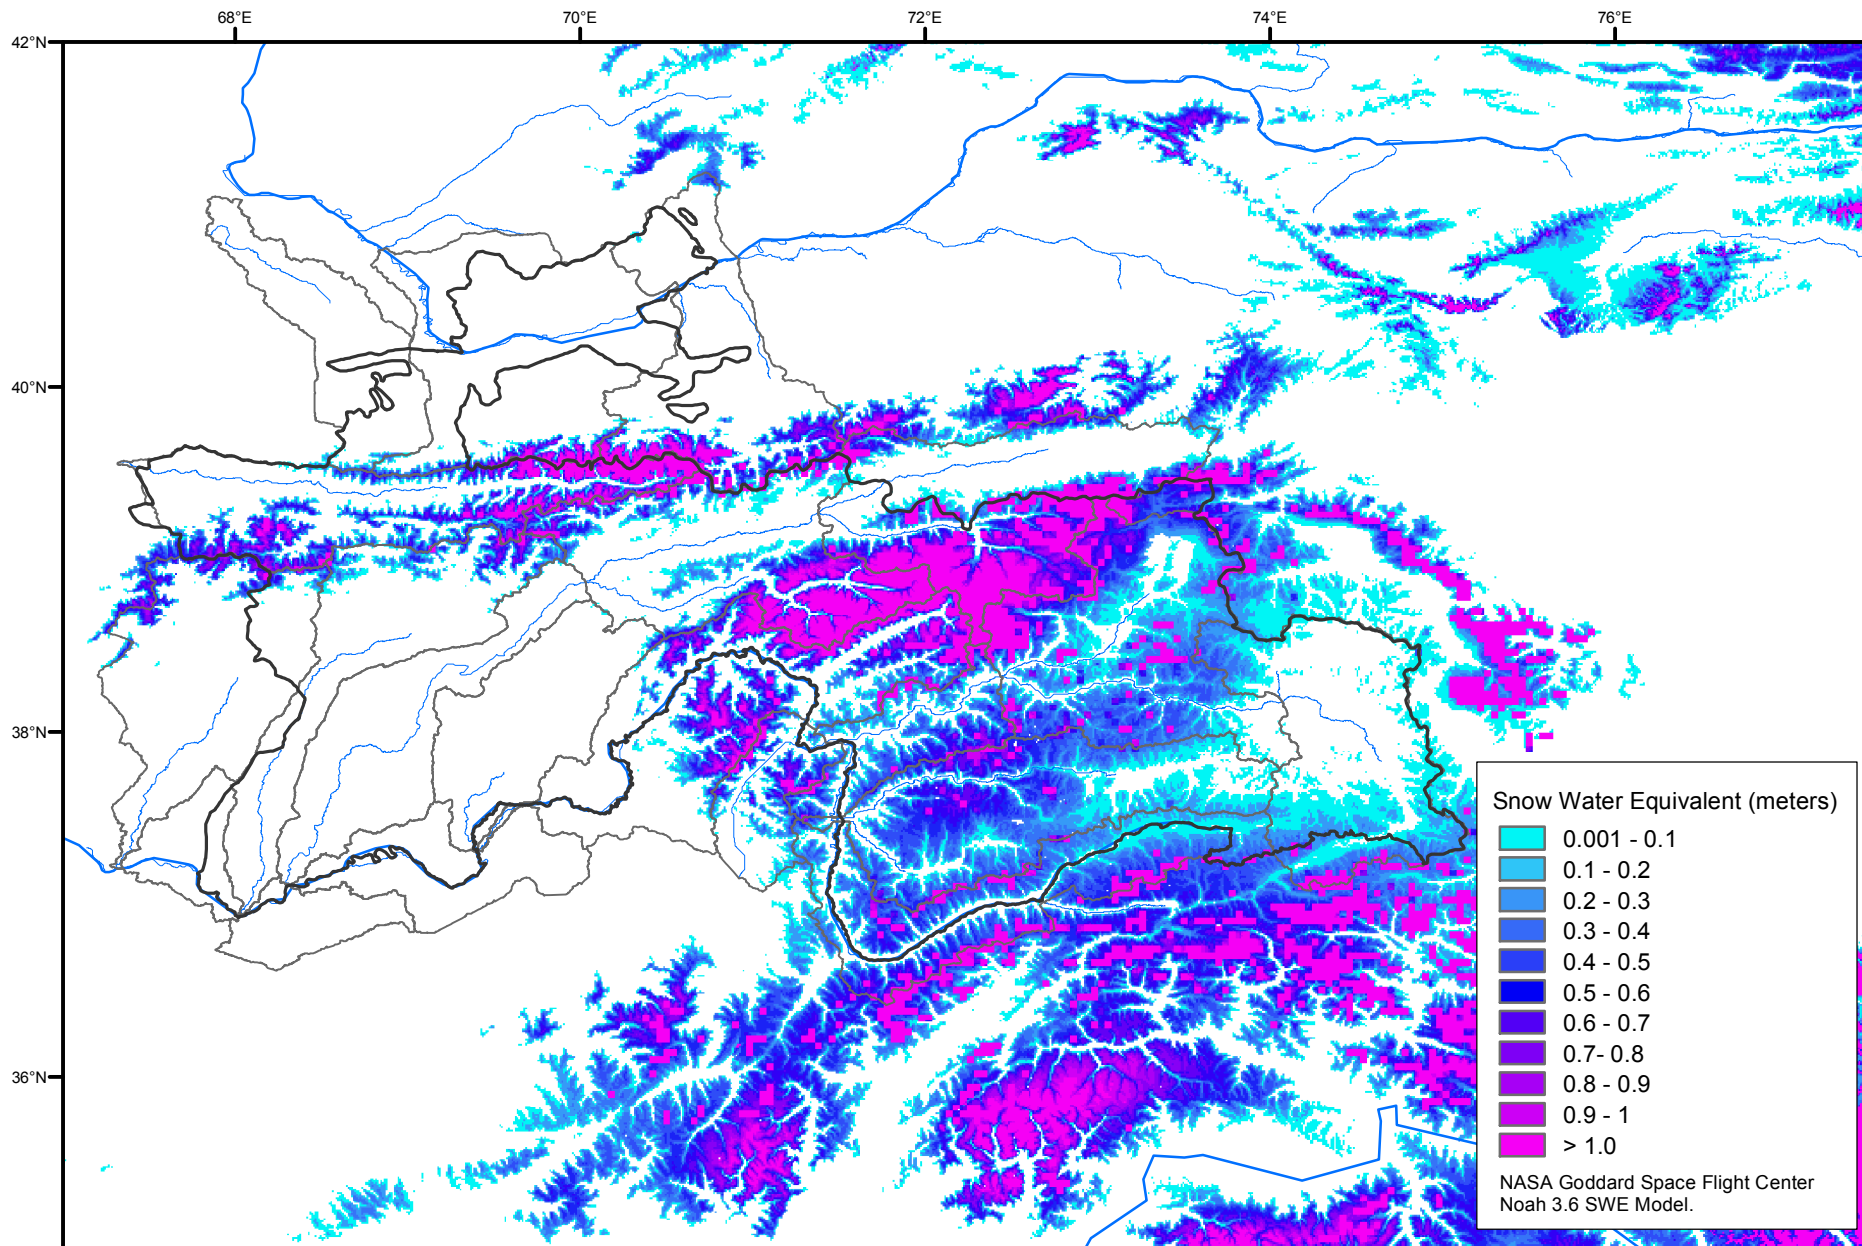 68°E 70°E 72°E 74°E 76°E
42°N
40°N
38°N
36°N
Snow Water Equivalent (meters)
0.001 - 0.1
0.1 - 0.2
0.2 - 0.3
0.3 - 0.4
0.4 - 0.5
0.5 - 0.6
0.6 - 0.7
0.7- 0.8
0.8 - 0.9
0.9 - 1
> 1.0
NASA Goddard Space Flight Center
Noah 3.6 SWE Model.